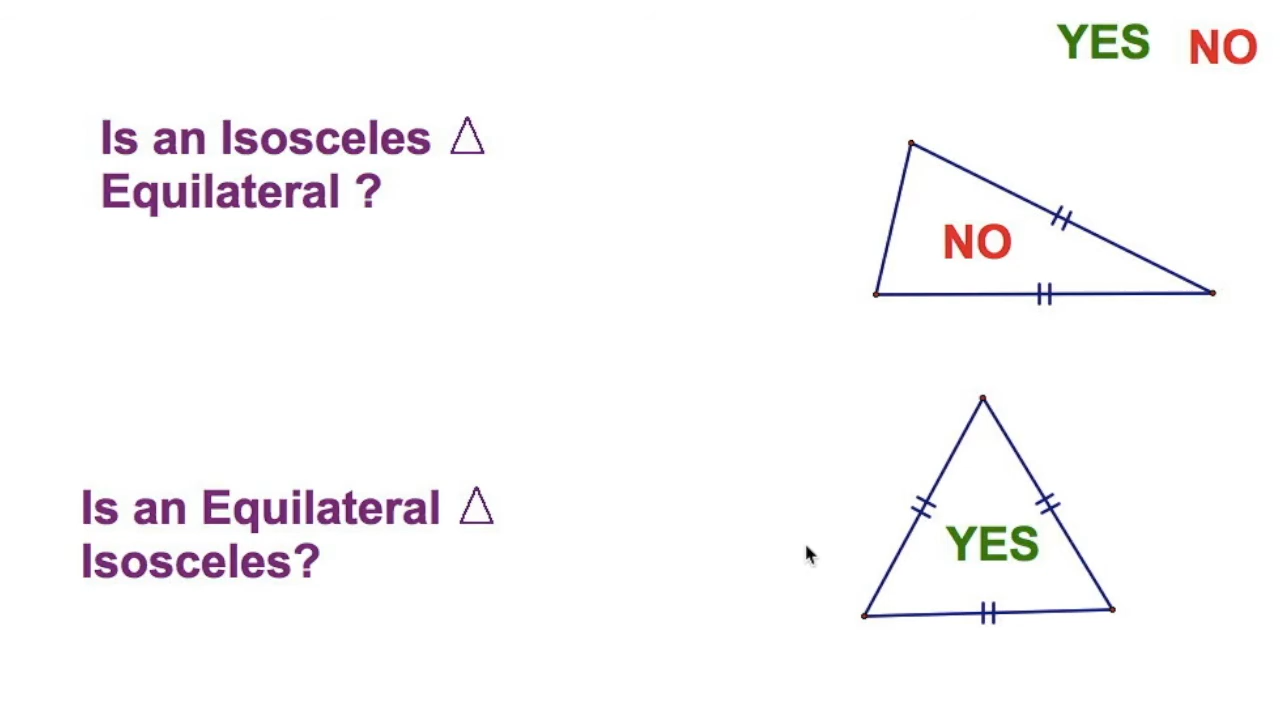 YES NO
Is an Isosceles △
Equilateral ?
NO
Is an Equilateral △
Isosceles?
YES